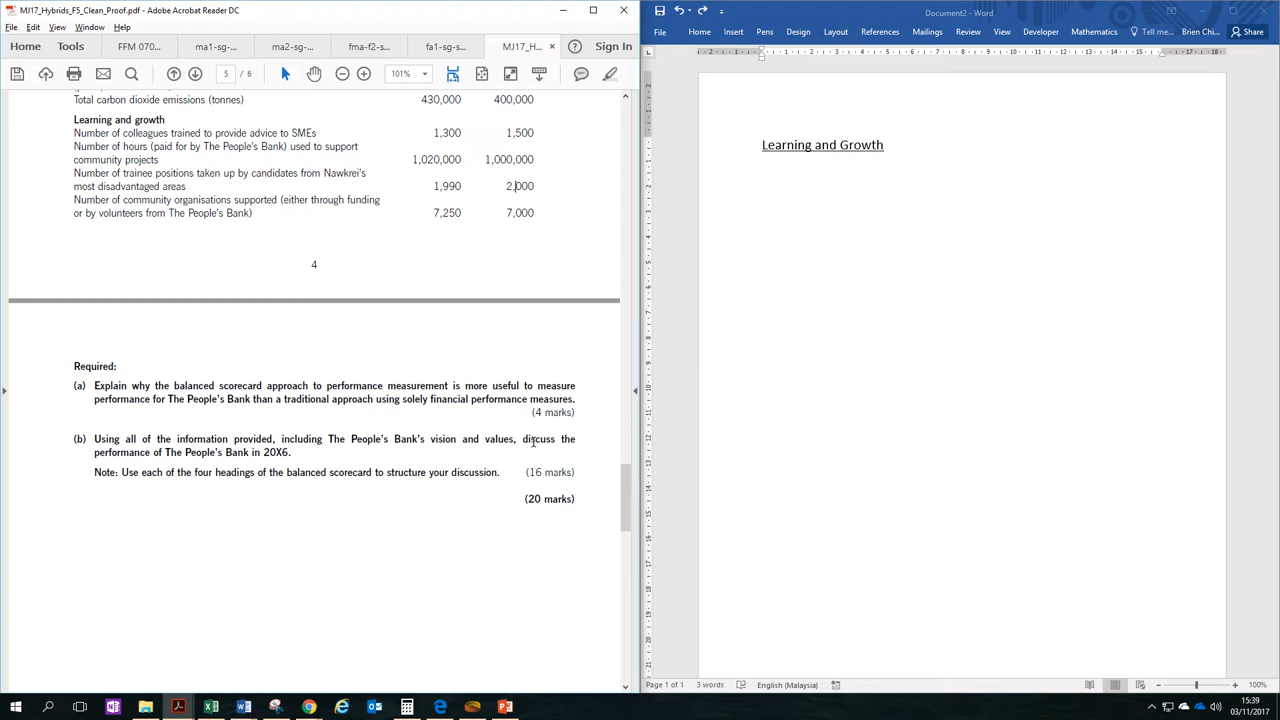 MJ17_Hybrids_F5_Clean_Proof.pdf - Adobe Acrobat Reader DC
File Edit View Window Help
Home Tools FFM 070... ma1-sg-... ma2-sg-... fma-f2-s... fa1-sg-s... MJ17_H... × Sign In
5 / 6 101%
Total carbon dioxide emissions (tonnes) 430,000 400,000
Learning and growth
Number of colleagues trained to provide advice to SMEs 1,300 1,500
Number of hours (paid for by The People's Bank) used to support
community projects 1,020,000 1,000,000
Number of trainee positions taken up by candidates from Nawkrei's
most disadvantaged areas 1,990 2,000
Number of community organisations supported (either through funding
or by volunteers from The People's Bank) 7,250 7,000
4
Required:
(a) Explain why the balanced scorecard approach to performance measurement is more useful to measure
performance for The People's Bank than a traditional approach using solely financial performance measures.
(4 marks)
(b) Using all of the information provided, including The People's Bank's vision and values, discuss the
performance of The People's Bank in 20X6.
Note: Use each of the four headings of the balanced scorecard to structure your discussion. (16 marks)
(20 marks)
Document2 - Word
File Home Insert Pens Design Layout References Mailings Review View Developer Mathematics Tell me... Brien Chi... Share
Learning and Growth
Page 1 of 1 3 words English (Malaysia) 100%
15:39
03/11/2017